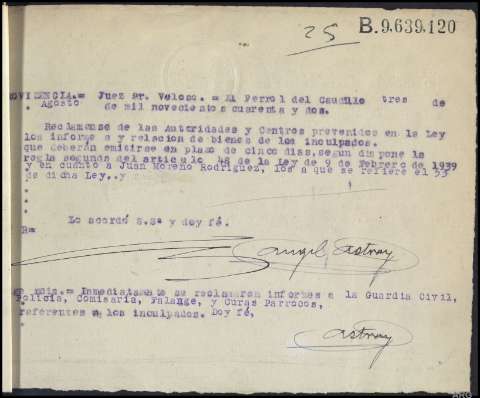 25
B.9.639.120
OVIDENCIA.= Juez Sr. Veloso. = El Ferrol del Caudillo tres de
Agosto de mil novecientos cuarenta y dos.
Reclamense de las Autoridades y Centros prevenidos en la Ley
los informes y relacion de bienes de los inculpados.
que deberán emitirse en plazo de cinco dias, segun dispone la
regla segunda del articulo 48 de la Ley de 9 de Febrero de 1939
y en cuanto a Juan Moreno Rodriguez, los a que se refiere el 53
de dicha Ley..y
Lo acordó S.Sª y doy fé.
R=
Angel Astray
Inmediatamente se reclamaron informes a la Guardia Civil,
Policia, Comisaria, Falange, y Curas Parrocos,
referentes a los inculpados. Doy fé,
Astray
ARG